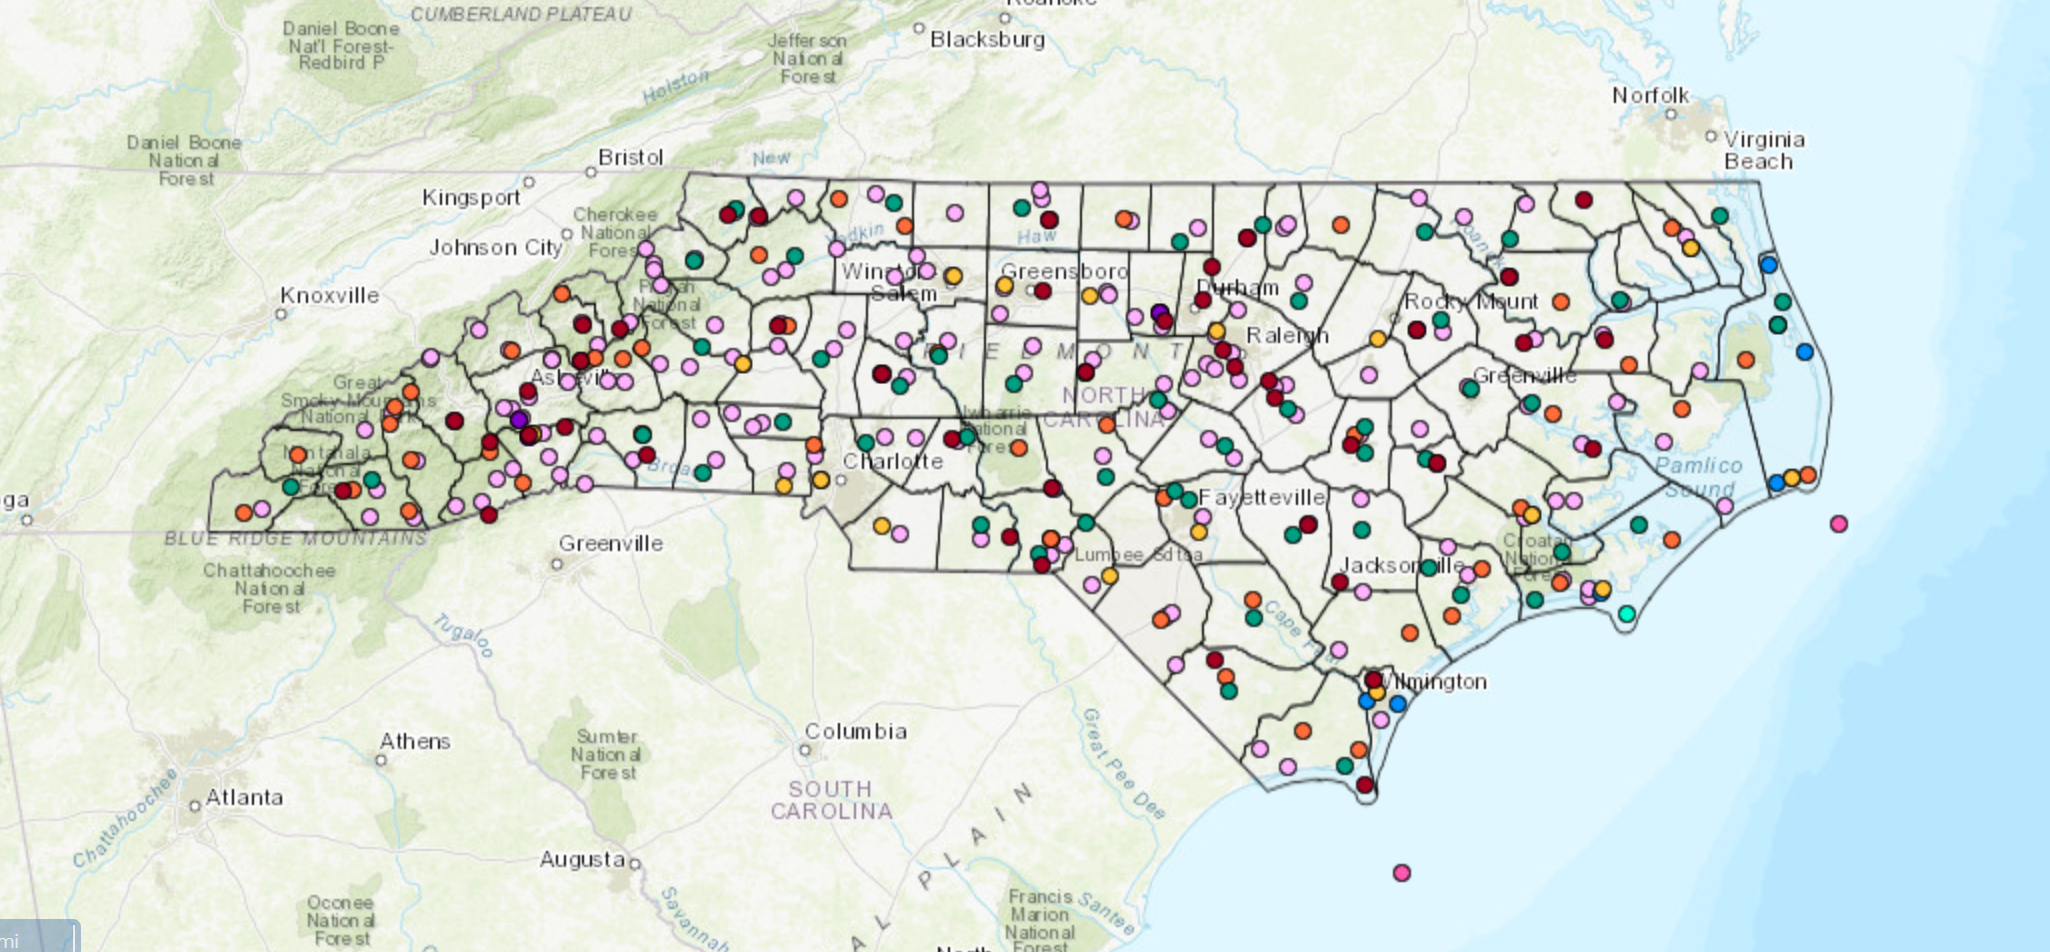 CUMBERLAND PLATEAU
Roanoke
Daniel Boone
Nat'l Forest-
Redbird P
Blacksburg
Jefferson
National
Forest
Holston
Norfolk
Virginia
Beach
Daniel Boone
National
Forest
Bristol
New
Kingsport
Cherokee
National
Forest
Johnson City
Yadkin
Haw
Roanoke
Winston
Salem
Greensboro
Durham
Rocky Mount
Knoxville
Pisgah
National
Forest
Raleigh
PIEDMONT
Asheville
Greenville
Great
Smoky Mountains
National Park
NORTH
CAROLINA
Uwharrie
National
Forest
Nantahala
National
Forest
Broad
Charlotte
Pamlico
Sound
Fayetteville
ga
BLUE RIDGE MOUNTAINS
Greenville
Lumbee Sdtsa
Croatan
National
Forest
Jacksonville
Chattahoochee
National
Forest
Cape Fear
Tugaloo
Wilmington
Great Pee Dee
Columbia
Athens
Sumter
National
Forest
SOUTH
CAROLINA
Atlanta
Chattahoochee
AL PLAIN
Augusta
Savannah
Oconee
National
Forest
Francis
Marion
National
Forest
Santee
mi
North